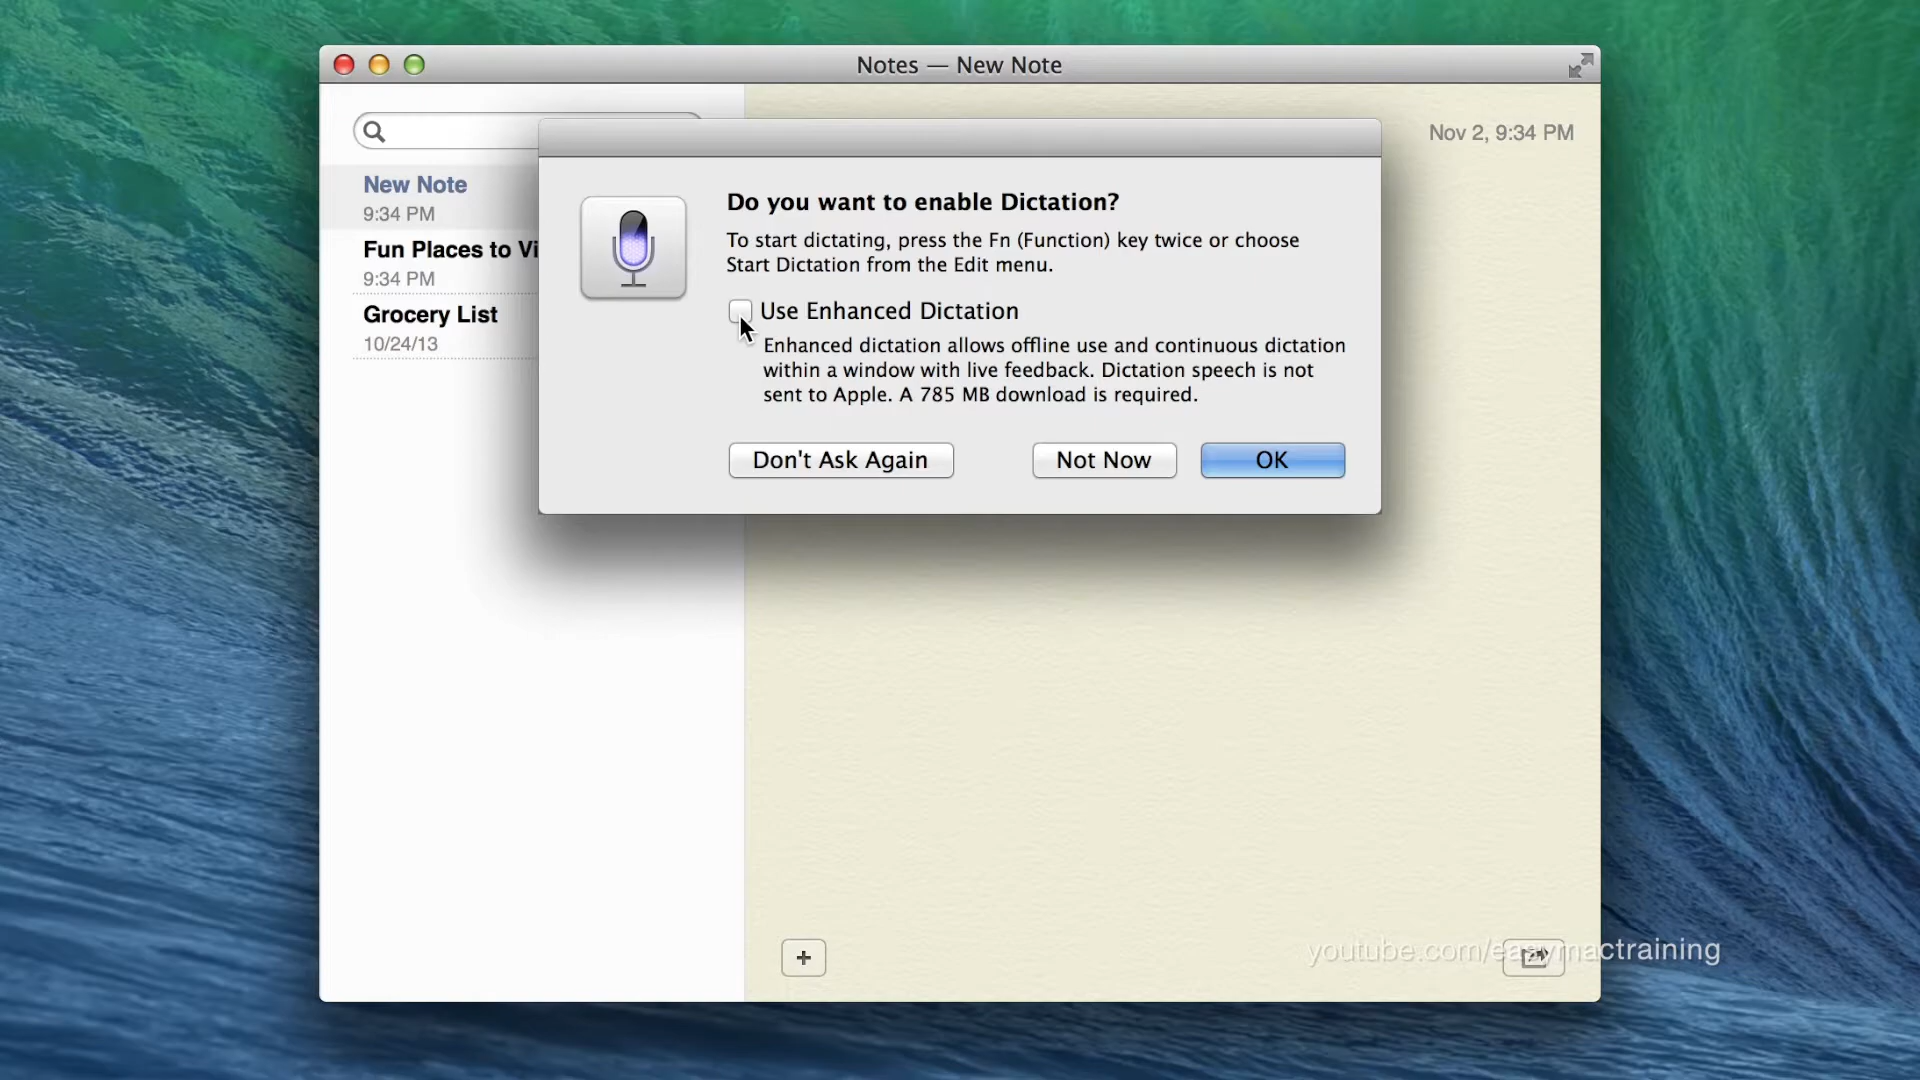 Notes — New Note
Nov 2, 9:34 PM
New Note
9:34 PM
Fun Places to Vi
9:34 PM
Grocery List
10/24/13
Do you want to enable Dictation?
To start dictating, press the Fn (Function) key twice or choose
Start Dictation from the Edit menu.
Use Enhanced Dictation
Enhanced dictation allows offline use and continuous dictation
within a window with live feedback. Dictation speech is not
sent to Apple. A 785 MB download is required.
Don't Ask Again
Not Now
OK
+
youtube.com/easymactraining